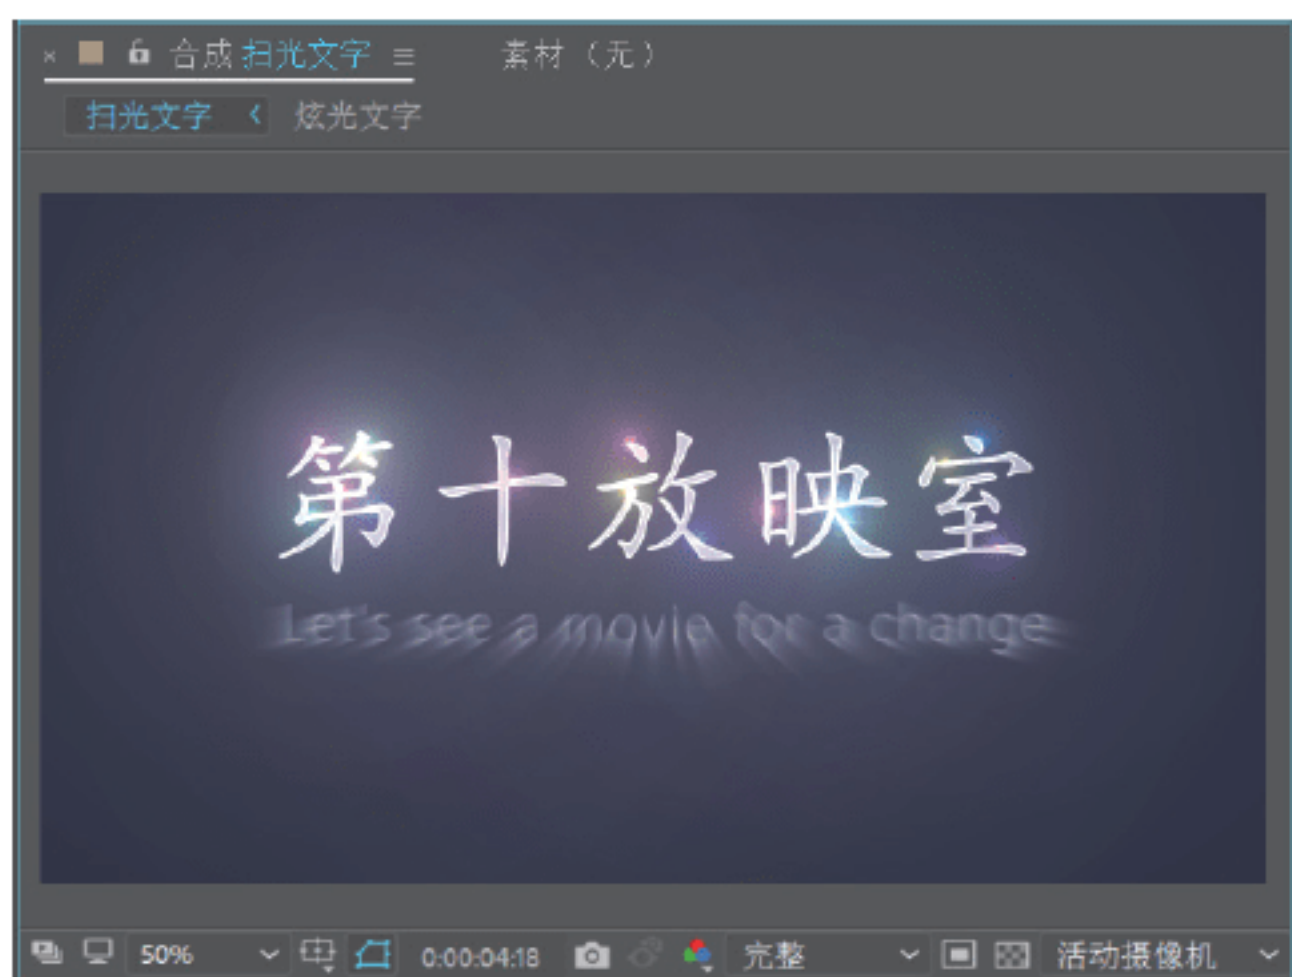 合成 扫光文字 素材（无）
扫光文字 炫光文字
第十放映室
Let's see a movie for a change
50% 0:00:04:18 完整 活动摄像机